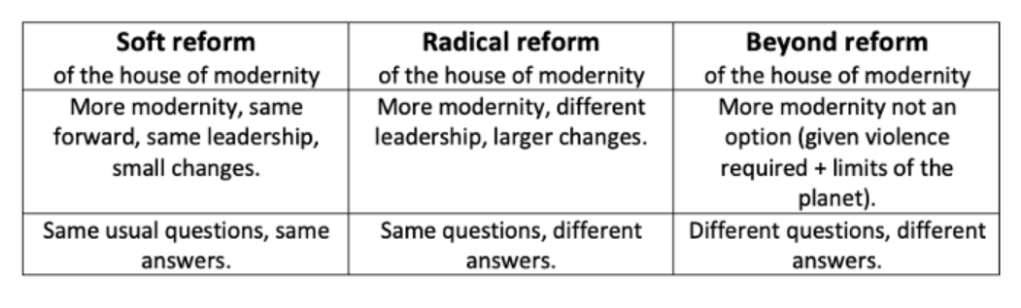 Soft reform
of the house of modernity
Radical reform
of the house of modernity
Beyond reform
of the house of modernity
More modernity, same
forward, same leadership,
small changes.
More modernity, different
leadership, larger changes.
More modernity not an
option (given violence
required + limits of the
planet).
Same usual questions, same
answers.
Same questions, different
answers.
Different questions, different
answers.